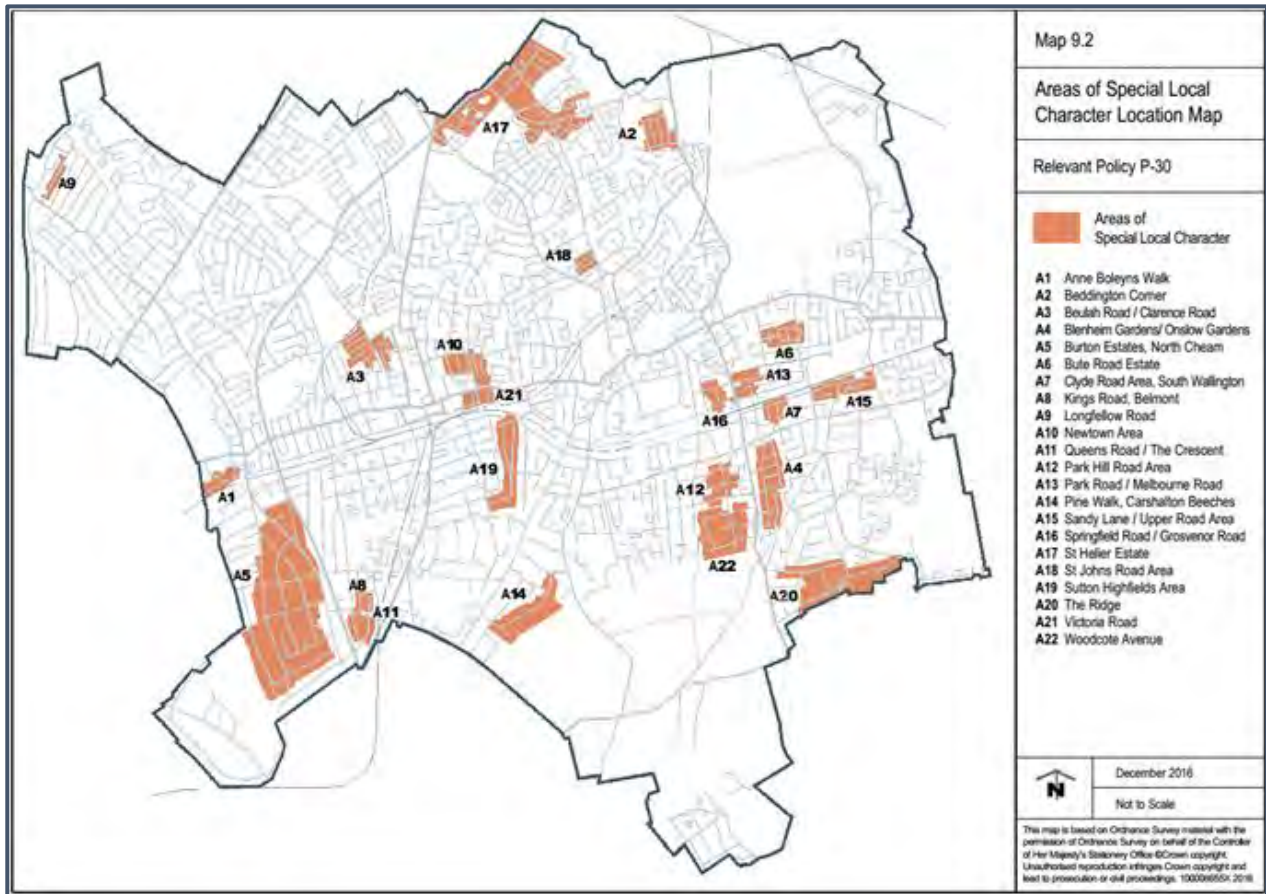 Map 9.2
Areas of Special Local
Character Location Map
Relevant Policy P-30
Areas of
Special Local Character
A1 Anne Boleyns Walk
A2 Beddington Corner
A3 Beulah Road / Clarence Road
A4 Blenheim Gardens/ Onslow Gardens
A5 Burton Estates, North Cheam
A6 Bute Road Estate
A7 Clyde Road Area, South Wallington
A8 Kings Road, Belmont
A9 Longfellow Road
A10 Newtown Area
A11 Queens Road / The Crescent
A12 Park Hill Road Area
A13 Park Road / Melbourne Road
A14 Pine Walk, Carshalton Beeches
A15 Sandy Lane / Upper Road Area
A16 Springfield Road / Grosvenor Road
A17 St Helier Estate
A18 St Johns Road Area
A19 Sutton Highfields Area
A20 The Ridge
A21 Victoria Road
A22 Woodcote Avenue
N
December 2016
Not to Scale
This map is based on Ordnance Survey material with the
permission of Ordnance Survey on behalf of the Controller
of Her Majesty's Stationery Office ©Crown copyright.
Unauthorised reproduction infringes Crown copyright and
lead to prosecution or civil proceedings. 2016
A17
A2
A9
A18
A6
A10
A3
A13
A21
A16
A7
A15
A19
A4
A12
A1
A22
A5
A8
A11
A14
A20